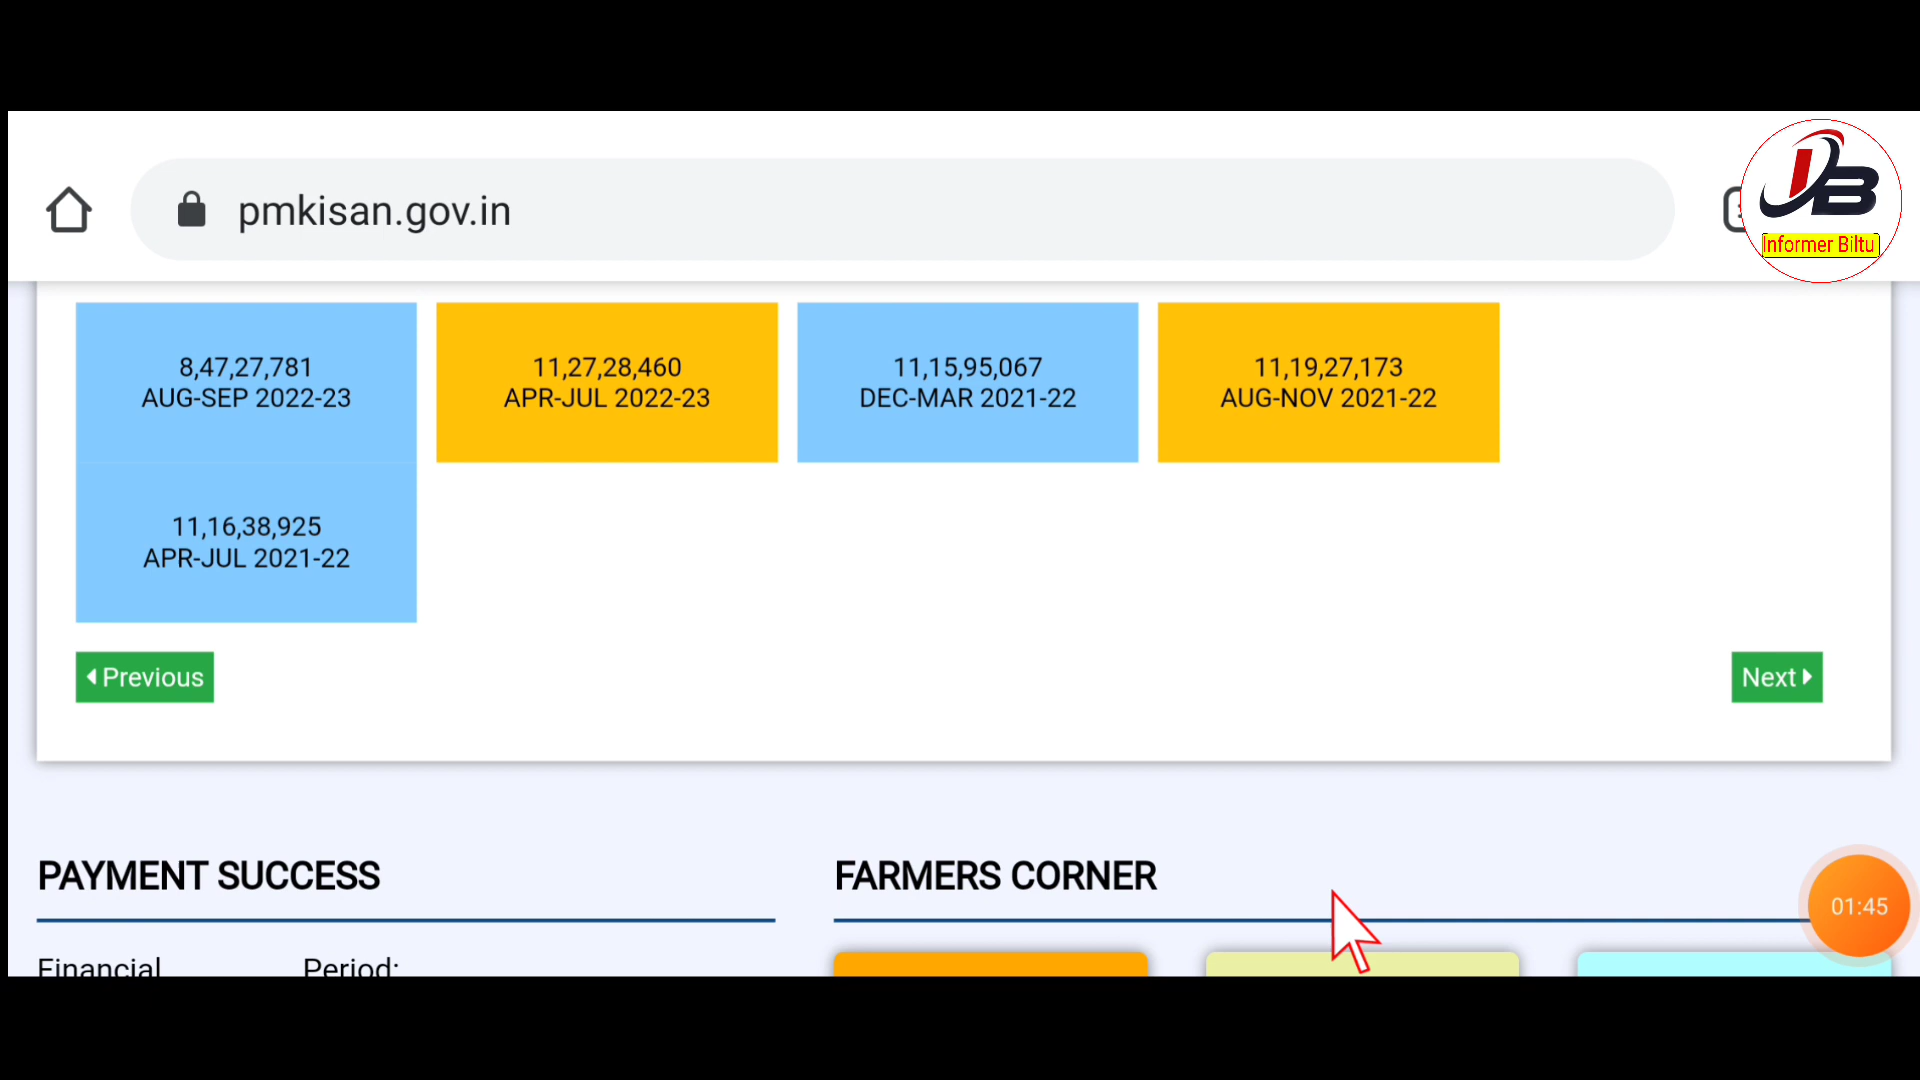 pmkisan.gov.in
Informer Biltu
8,47,27,781
AUG-SEP 2022-23
11,27,28,460
APR-JUL 2022-23
11,15,95,067
DEC-MAR 2021-22
11,19,27,173
AUG-NOV 2021-22
11,16,38,925
APR-JUL 2021-22
Previous
Next
PAYMENT SUCCESS
FARMERS CORNER
01:45
Financial
Period: